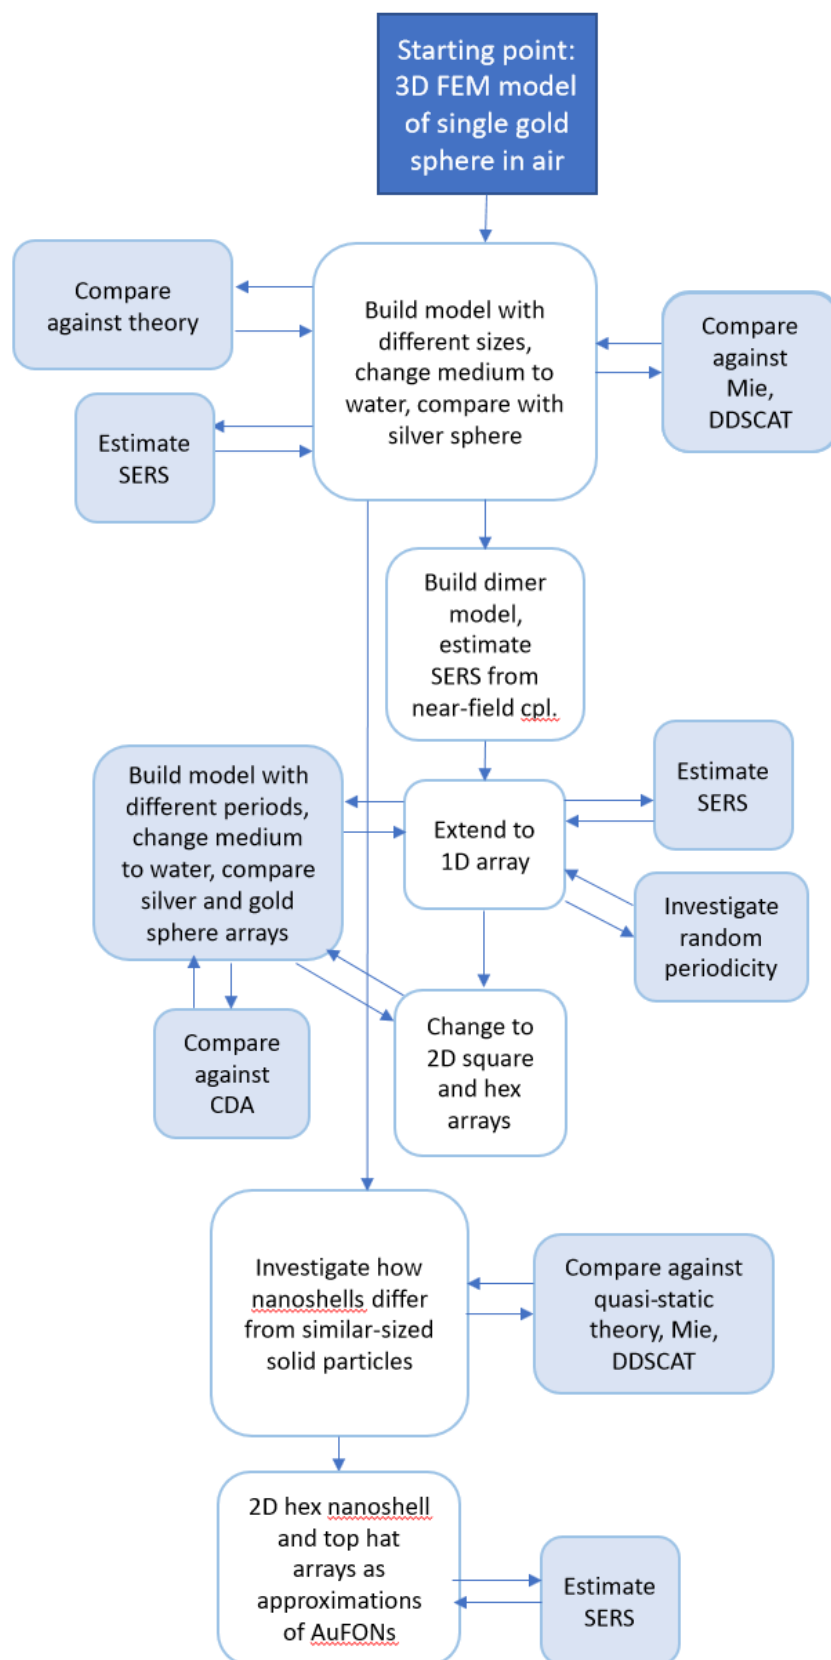 Starting point:
3D FEM model
of single gold
sphere in air
Compare
against theory
Build model with
different sizes,
change medium to
water, compare with
silver sphere
Compare
against
Mie,
DDSCAT
Estimate
SERS
Build dimer
model,
estimate
SERS from
near-field cpl.
Build model with
different periods,
change medium
to water, compare
silver and gold
sphere arrays
Extend to
1D array
Estimate
SERS
Investigate
random
periodicity
Compare
against
CDA
Change to
2D square
and hex
arrays
Investigate how
nanoshells differ
from similar-sized
solid particles
Compare against
quasi-static
theory, Mie,
DDSCAT
2D hex nanoshell
and top hat
arrays as
approximations
of AuFONs
Estimate
SERS